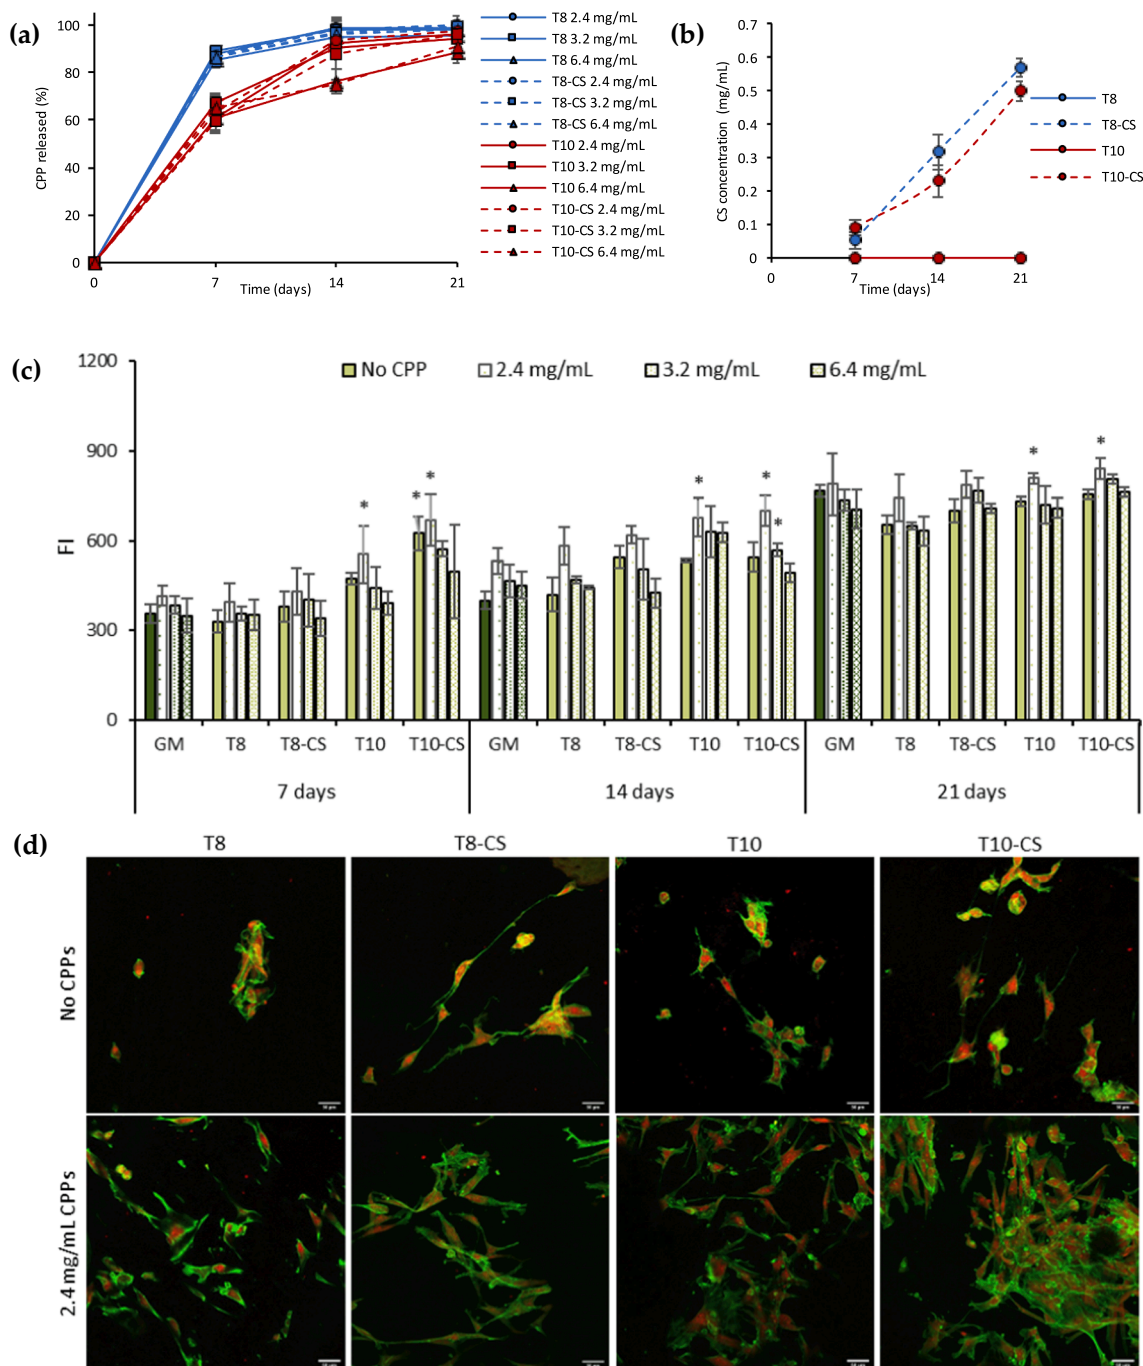 (a)
CPP released (%)
100
80
60
40
20
0
0 7 14 21
Time (days)
T8 2.4 mg/mL
T8 3.2 mg/mL
T8 6.4 mg/mL
T8-CS 2.4 mg/mL
T8-CS 3.2 mg/mL
T8-CS 6.4 mg/mL
T10 2.4 mg/mL
T10 3.2 mg/mL
T10 6.4 mg/mL
T10-CS 2.4 mg/mL
T10-CS 3.2 mg/mL
T10-CS 6.4 mg/mL
(b)
CS concentration (mg/mL)
0.7
0.6
0.5
0.4
0.3
0.2
0.1
0
0 7 14 21
Time (days)
T8
T8-CS
T10
T10-CS
(c)
FI
1200
900
600
300
0
No CPP 2.4 mg/mL 3.2 mg/mL 6.4 mg/mL
* * * * * * * *
GM T8 T8-CS T10 T10-CS GM T8 T8-CS T10 T10-CS GM T8 T8-CS T10 T10-CS
7 days 14 days 21 days
(d)
T8 T8-CS T10 T10-CS
No CPPs
2.4 mg/mL CPPs